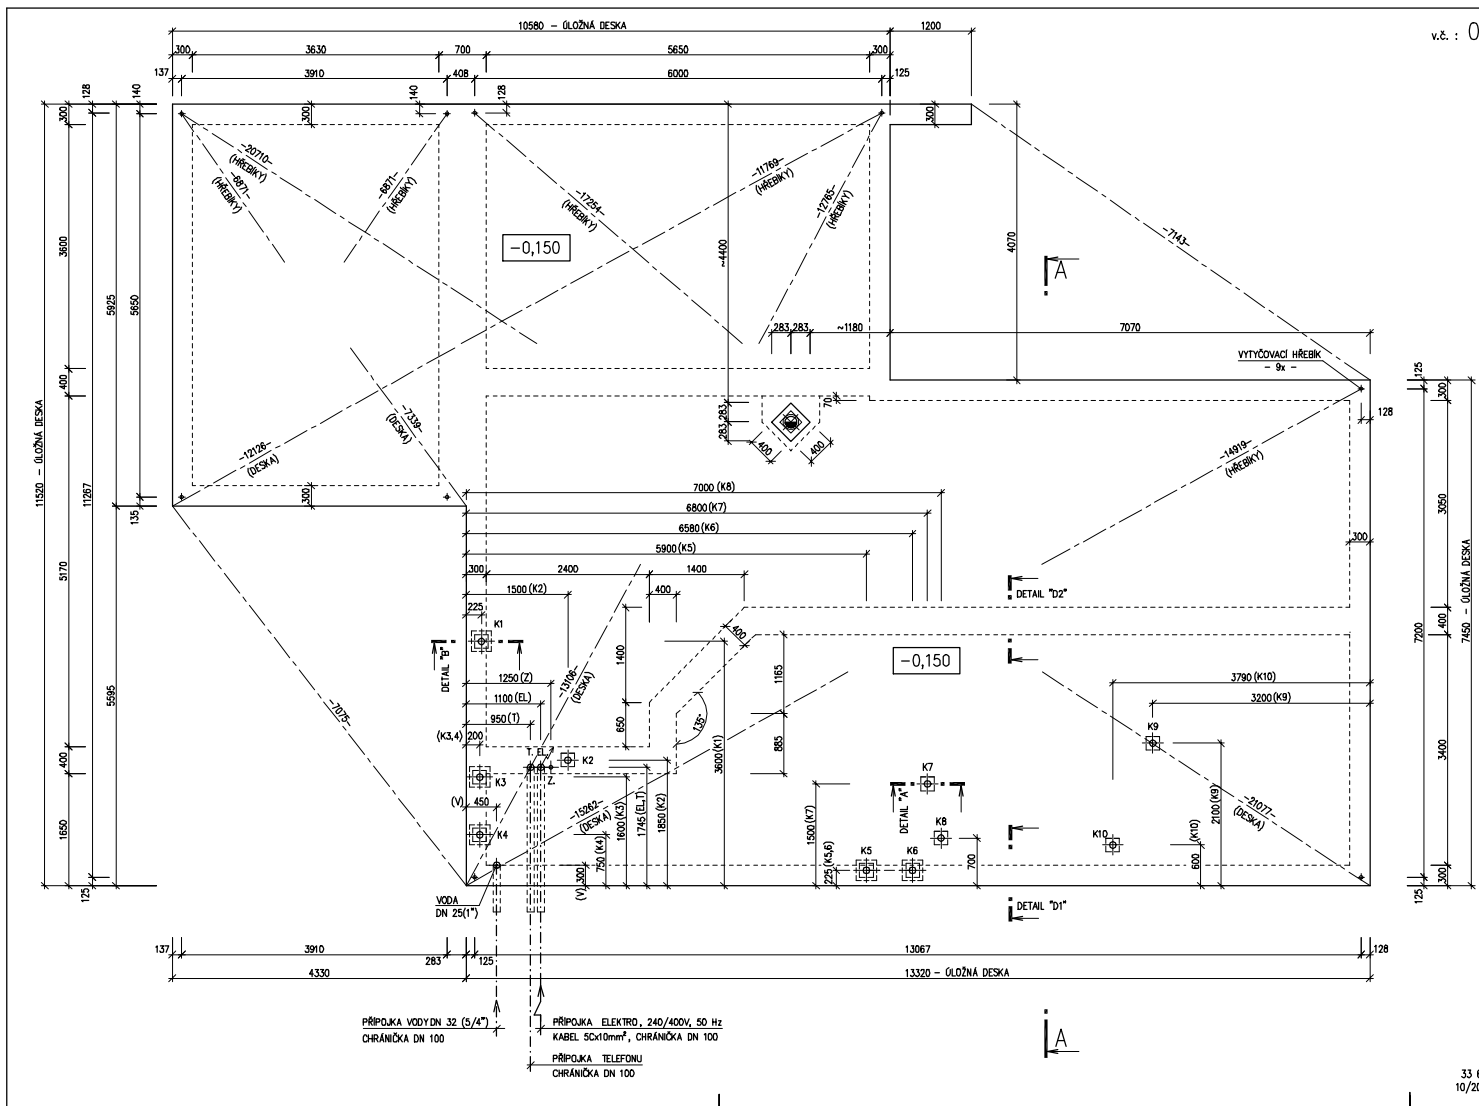 10580 - ÚLOŽNÁ DESKA
1200
v.č. : 0
300
3630
700
5650
300
137
3910
408
6000
125
128
140
140
128
300
300
300
-20710-
(HŘEBÍKY)
-6871-
(HŘEBÍKY)
-6871-
(HŘEBÍKY)
-17254-
(HŘEBÍKY)
-11769-
(HŘEBÍKY)
-12765-
(HŘEBÍKY)
-7143-
3600
-0,150
~4400
4070
A
5925
5650
283
283
~1180
7070
VYTYČOVACÍ HŘEBÍK
- 9x -
125
400
300
128
11520 - ÚLOŽNÁ DESKA
11267
-7339-
(DESKA)
-12126-
(DESKA)
283
283
70
400
400
-14919-
(HŘEBÍKY)
300
135
7000 (K8)
6800 (K7)
6580 (K6)
5900 (K5)
3050
300
5170
300
2400
1400
1500 (K2)
400
225
DETAIL "D2"
K1
DETAIL "B"
400
400
7200
7450 - ÚLOŽNÁ DESKA
-0,150
1250 (Z)
1100 (EL)
950 (T)
-13106-
(DESKA)
1400
650
1165
885
135°
3790 (K10)
3200 (K9)
5595
-7075-
(K3,4) 200
T.
EL.
Z.
K2
3600 (K1)
K9
400
K3
K7
3400
(V) 450
K4
-15262-
(DESKA)
DETAIL "A"
K8
-21077-
(DESKA)
1650
750 (K4)
1600 (K3)
1745 (EL,T)
1850 (K2)
1500 (K7)
2100 (K9)
K5
K6
K10
(V)
300
225 (K5,6)
700
600
(K10)
300
125
125
VODA
DN 25(1")
DETAIL "D1"
137
3910
283
125
13067
128
4330
13320 - ÚLOŽNÁ DESKA
PŘÍPOJKA VODY DN 32 (5/4")
CHRÁNIČKA DN 100
PŘÍPOJKA ELEKTRO, 240/400V, 50 Hz
KABEL 5Cx10mm², CHRÁNIČKA DN 100
PŘÍPOJKA TELEFONU
CHRÁNIČKA DN 100
A
33 6
10/20